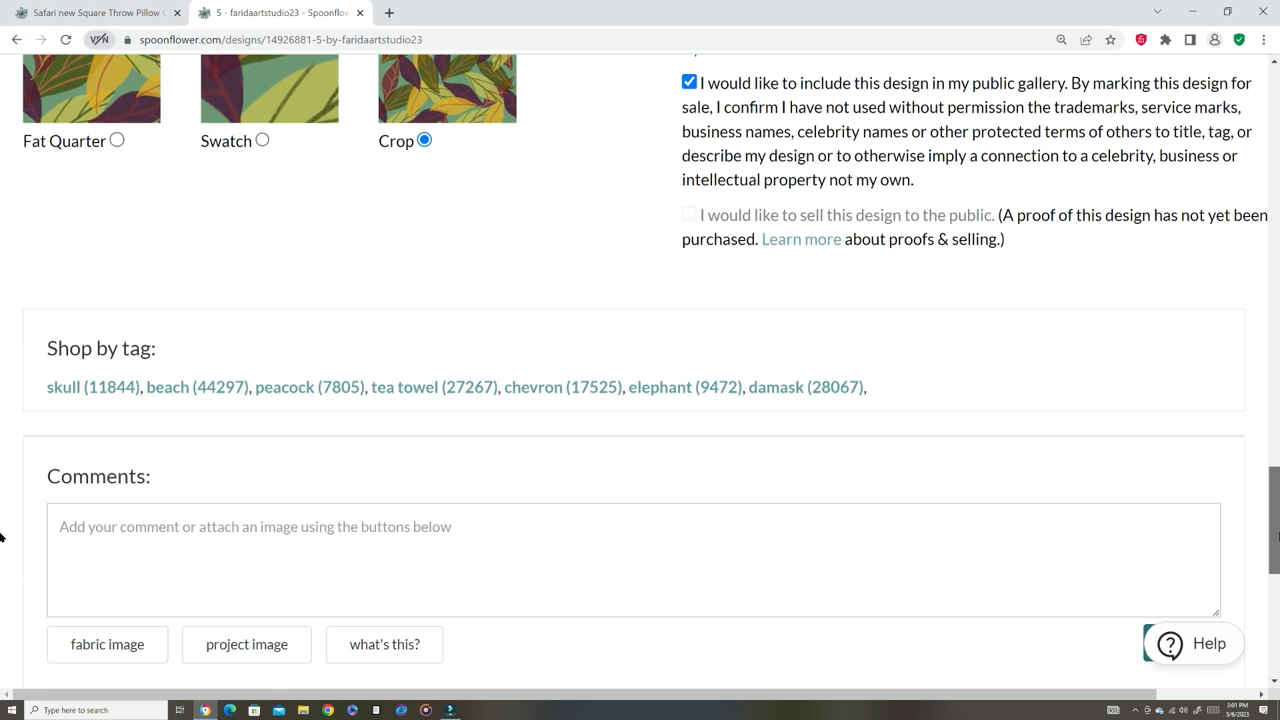 Safari new Square Throw Pillow C
5 - faridaartstudio23 - Spoonflow
VPN
spoonflower.com/designs/14926881-5-by-faridaartstudio23
Fat Quarter
Swatch
Crop
I would like to include this design in my public gallery. By marking this design for
sale, I confirm I have not used without permission the trademarks, service marks,
business names, celebrity names or other protected terms of others to title, tag, or
describe my design or to otherwise imply a connection to a celebrity, business or
intellectual property not my own.
I would like to sell this design to the public. (A proof of this design has not yet been
purchased. Learn more about proofs & selling.)
Shop by tag:
skull (11844), beach (44297), peacock (7805), tea towel (27267), chevron (17525), elephant (9472), damask (28067),
Comments:
Add your comment or attach an image using the buttons below
fabric image
project image
what's this?
Help
Type here to search
3:01 PM
5/6/2023